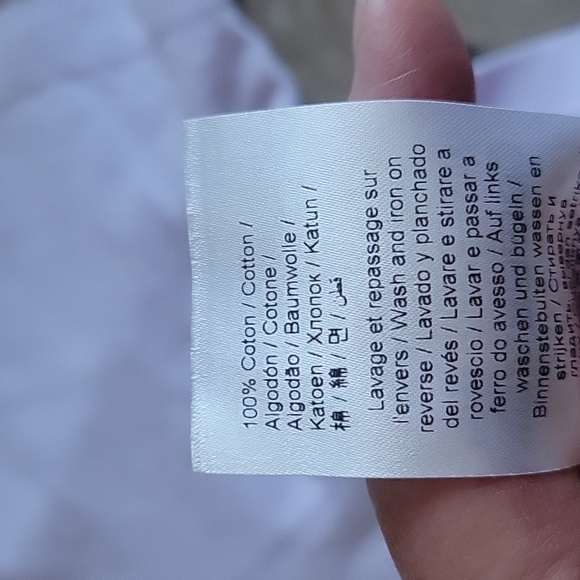 100% Coton / Cotton /
Algodón / Cotone /
Algodão / Baumwolle /
Katoen / Хлопок / Katun /
棉 / 綿 / 면 / قطن
Lavage et repassage sur
l'envers / Wash and iron on
reverse / Lavado y planchado
del revés / Lavare e stirare a
rovescio / Lavar e passar a
ferro do avesso / Auf links
waschen und bügeln /
Binnenstebuiten wassen en
strijken / Стирать и
гладить, вывернув